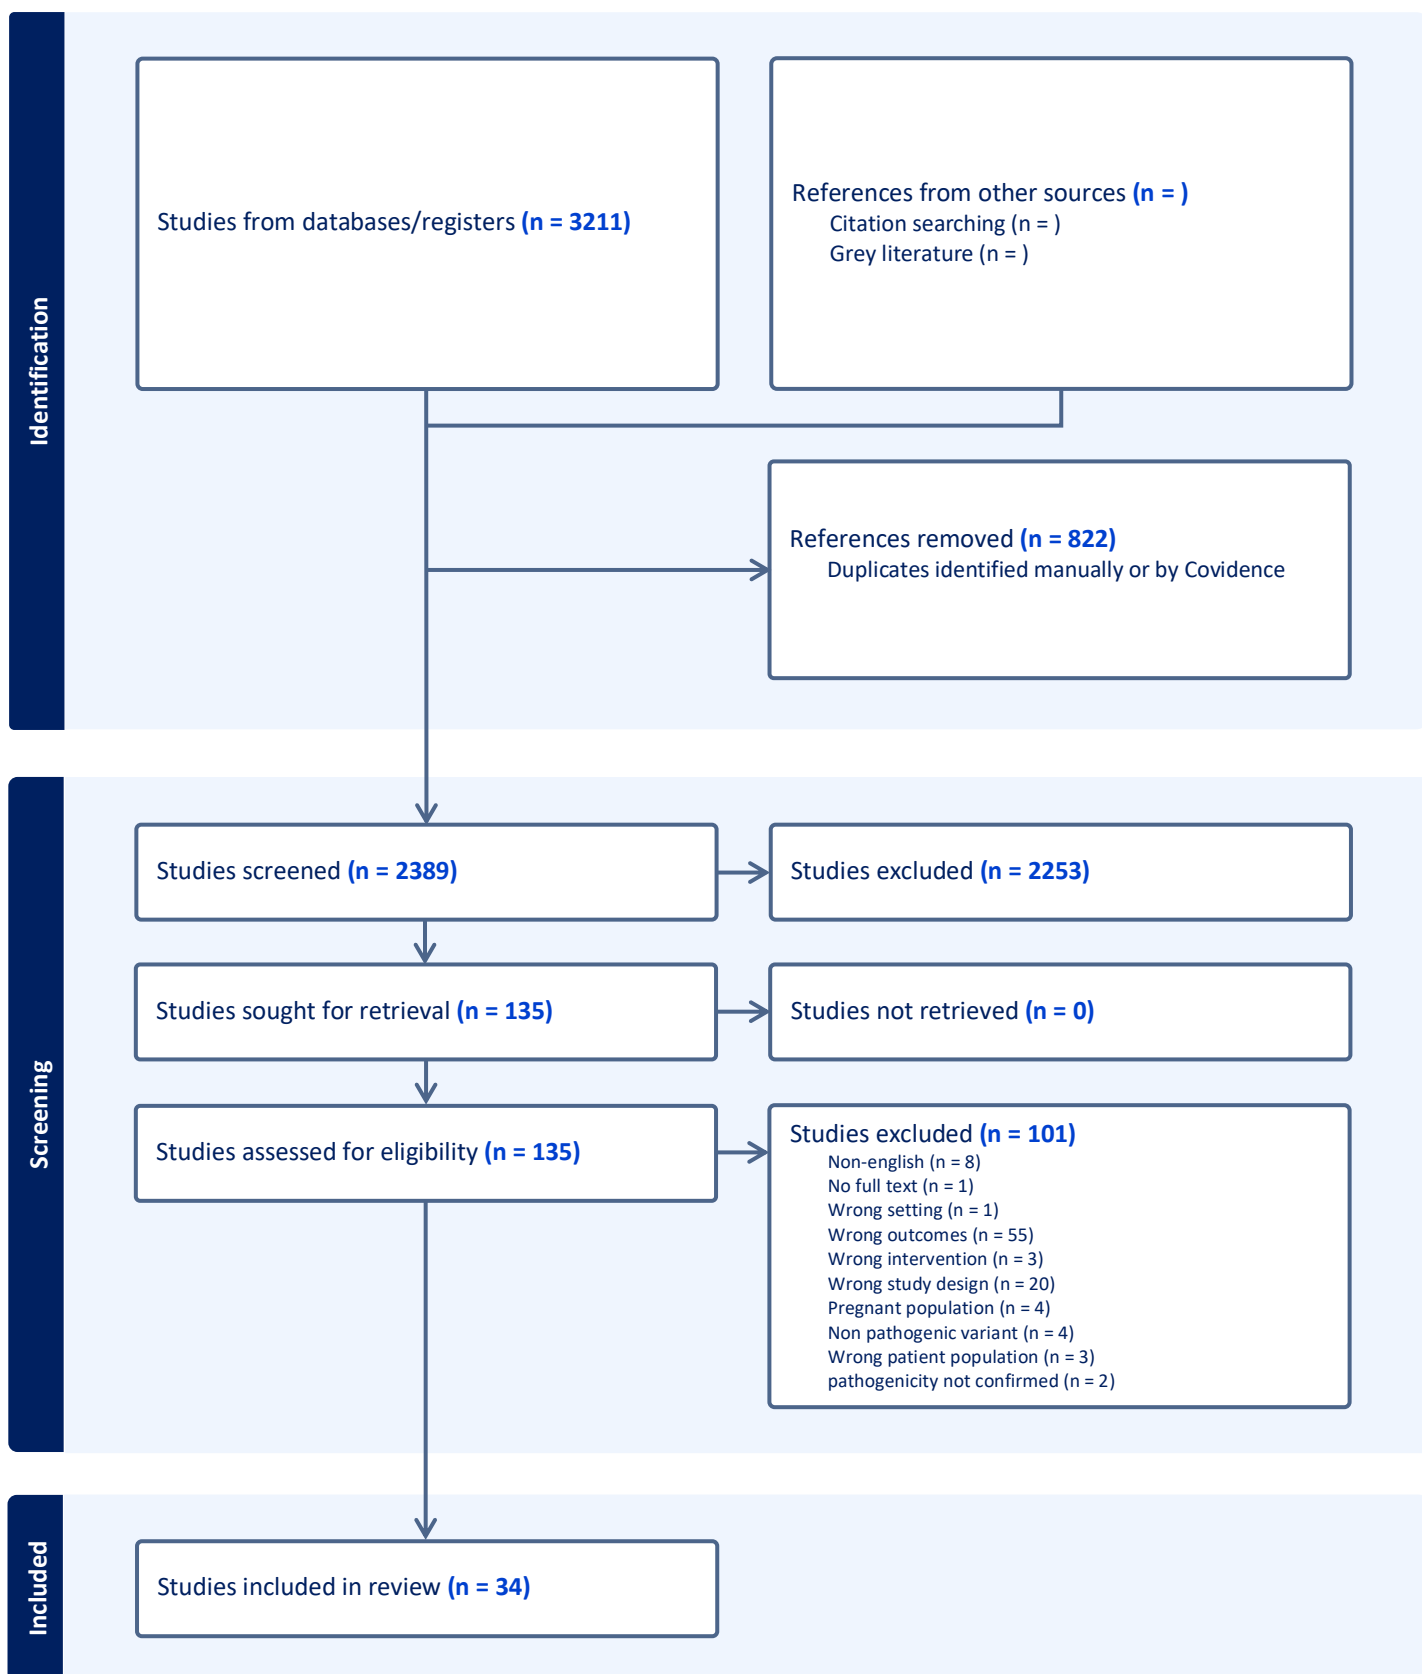 Identification
Studies from databases/registers (n = 3211)
References from other sources (n = )
Citation searching (n = )
Grey literature (n = )
References removed (n = 822)
Duplicates identified manually or by Covidence
Screening
Studies screened (n = 2389)
Studies excluded (n = 2253)
Studies sought for retrieval (n = 135)
Studies not retrieved (n = 0)
Studies assessed for eligibility (n = 135)
Studies excluded (n = 101)
Non-english (n = 8)
No full text (n = 1)
Wrong setting (n = 1)
Wrong outcomes (n = 55)
Wrong intervention (n = 3)
Wrong study design (n = 20)
Pregnant population (n = 4)
Non pathogenic variant (n = 4)
Wrong patient population (n = 3)
pathogenicity not confirmed (n = 2)
Included
Studies included in review (n = 34)